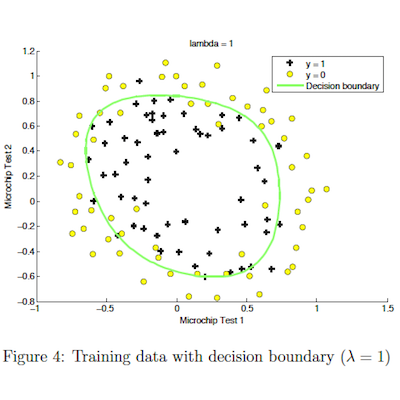 lambda = 1
y = 1
y = 0
Decision boundary
1.2
1
0.8
0.6
0.4
0.2
0
−0.2
−0.4
−0.6
−0.8
Microchip Test 2
−1 −0.5 0 0.5 1 1.5
Microchip Test 1
Figure 4: Training data with decision boundary (λ = 1)